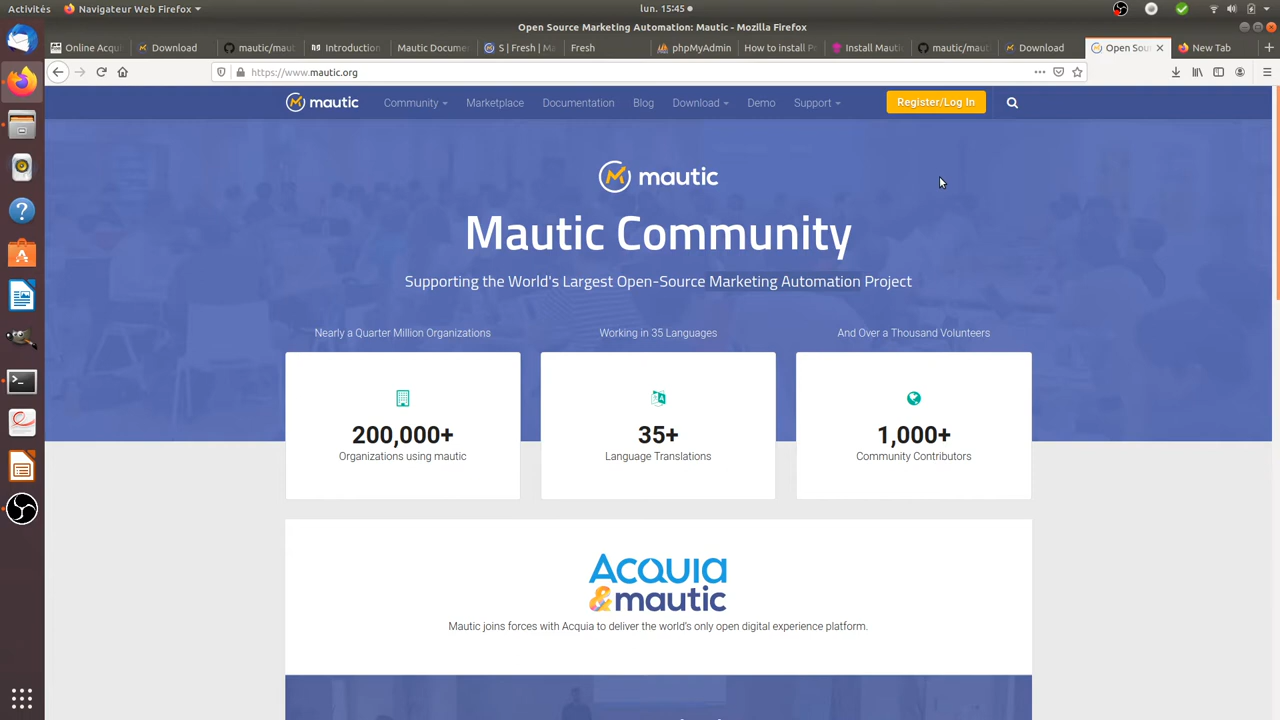 Activités
Navigateur Web Firefox
lun. 15:45
Open Source Marketing Automation: Mautic - Mozilla Firefox
Online Acqu
Download
mautic/maut
Introduction
Mautic Docume
S | Fresh | Ma
Fresh
phpMyAdmin
How to install P
Install Mautic
mautic/maut
Download
Open Sou
New Tab
https://www.mautic.org
mautic
Community
Marketplace
Documentation
Blog
Download
Demo
Support
Register/Log In
mautic
Mautic Community
Supporting the World's Largest Open-Source Marketing Automation Project
Nearly a Quarter Million Organizations
Working in 35 Languages
And Over a Thousand Volunteers
200,000+
Organizations using mautic
35+
Language Translations
1,000+
Community Contributors
Acquia
&mautic
Mautic joins forces with Acquia to deliver the world's only open digital experience platform.